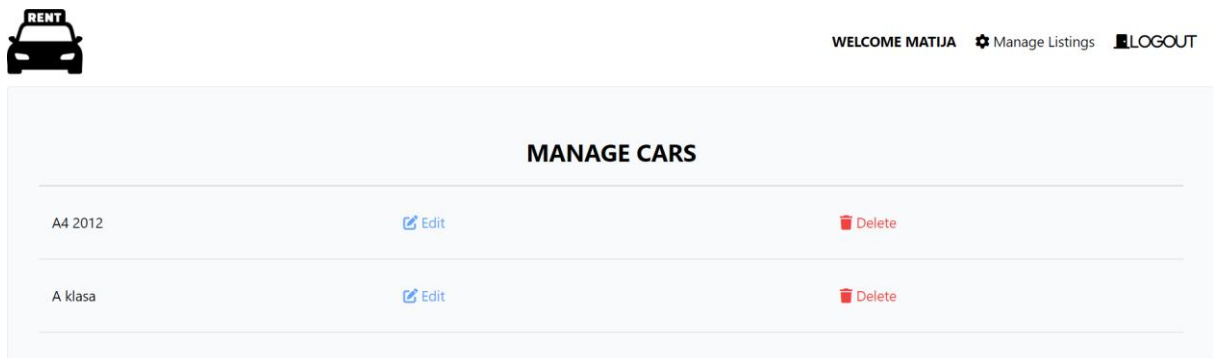 RENT
WELCOME MATIJA Manage Listings LOGOUT
MANAGE CARS
A4 2012 Edit Delete
A klasa Edit Delete